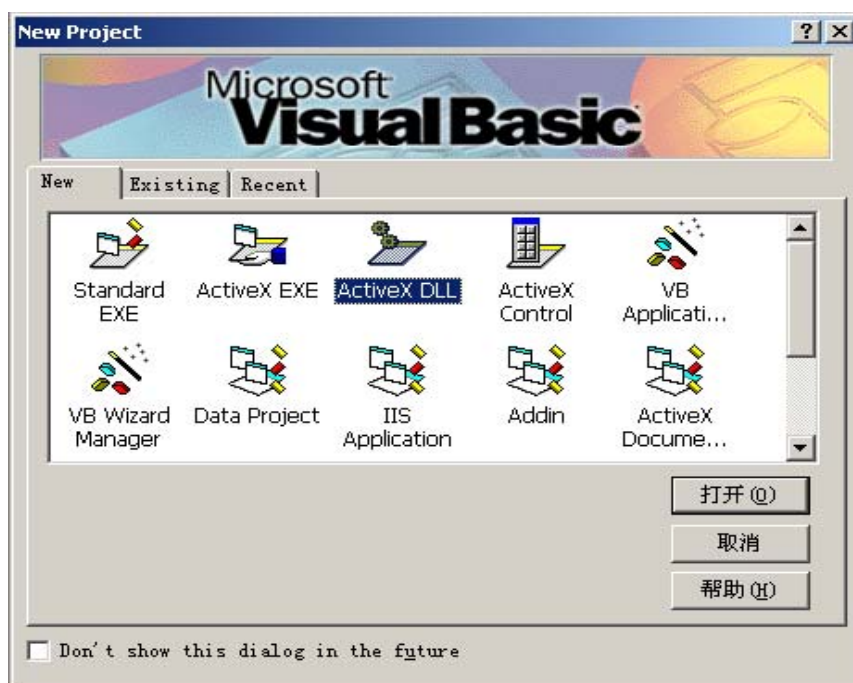 New Project
Microsoft
Visual Basic
New Existing Recent
Standard EXE
ActiveX EXE
ActiveX DLL
ActiveX Control
VB Applicati...
VB Wizard Manager
Data Project
IIS Application
Addin
ActiveX Docume...
打开(O)
取消
帮助(H)
Don't show this dialog in the future